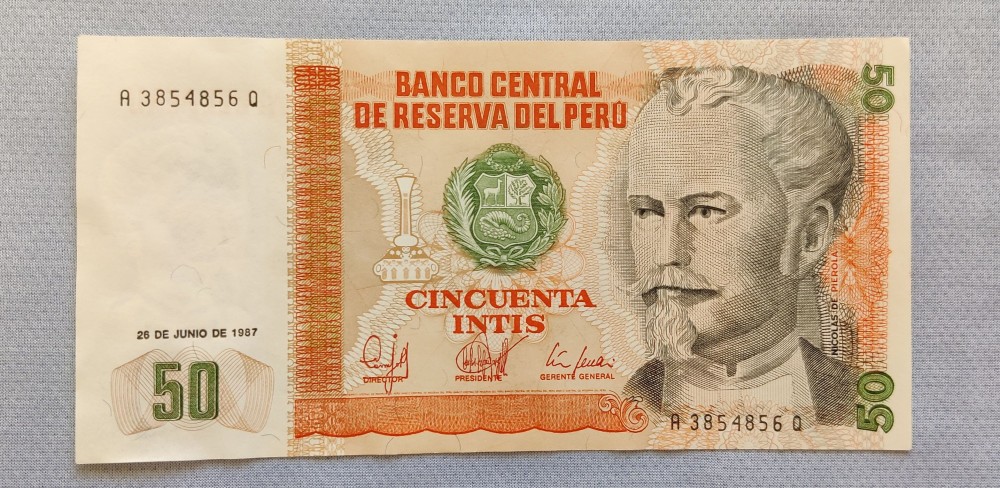 A 3854856 Q
BANCO CENTRAL
DE RESERVA DEL PERÚ
50
CINCUENTA
INTIS
NICOLAS DE PIEROLA
26 DE JUNIO DE 1987
50
DIRECTOR
PRESIDENTE
GERENTE GENERAL
A 3854856 Q
50